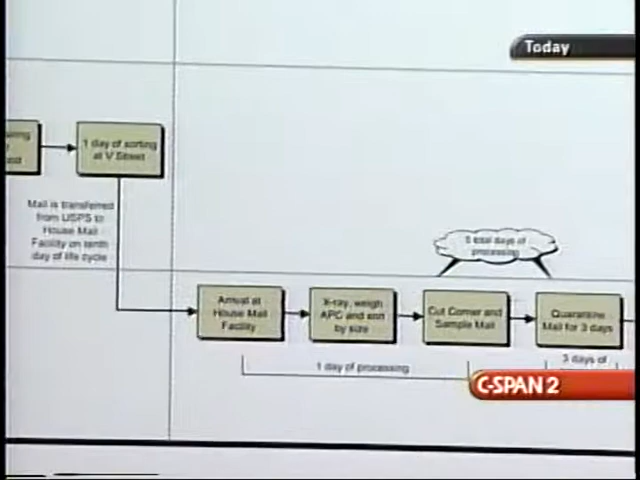 Today
1 day of sorting
at V Street
Mail is transferred
from USPS to
House Mail
Facility on tenth
day of life cycle
5 total days of
processing
Arrival at
House Mail
Facility
X-ray, weigh
APC and sort
by size
Cut Corner and
Sample Mail
Quarantine
Mail for 3 days
1 day of processing
3 days of
C-SPAN 2